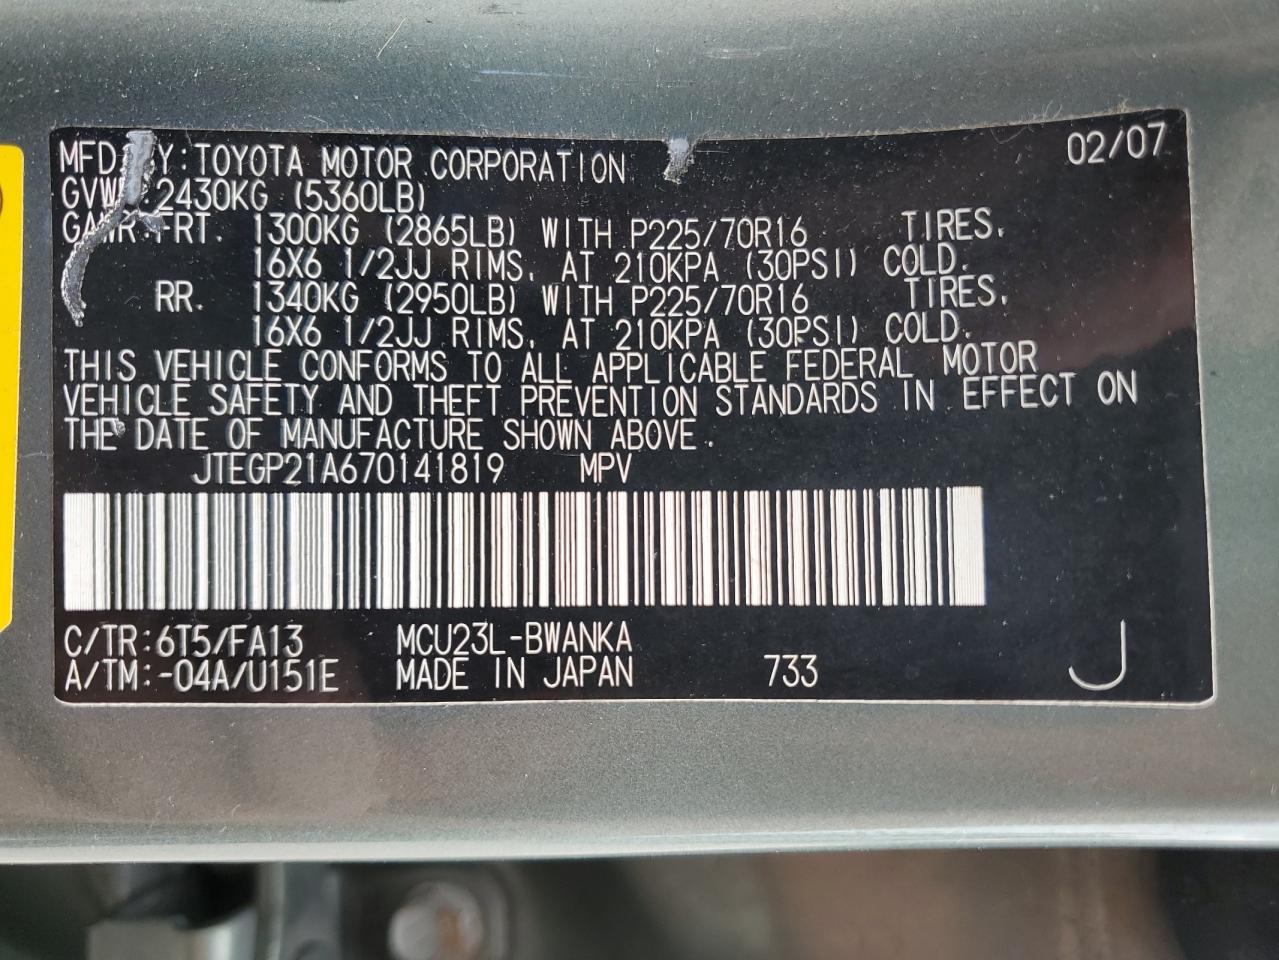 MFD BY:TOYOTA MOTOR CORPORATION 02/07
GVWR:2430KG (5360LB)
GAWR:FRT. 1300KG (2865LB) WITH P225/70R16 TIRES,
16X6 1/2JJ RIMS, AT 210KPA (30PSI) COLD.
RR. 1340KG (2950LB) WITH P225/70R16 TIRES,
16X6 1/2JJ RIMS, AT 210KPA (30PSI) COLD.
THIS VEHICLE CONFORMS TO ALL APPLICABLE FEDERAL MOTOR
VEHICLE SAFETY AND THEFT PREVENTION STANDARDS IN EFFECT ON
THE DATE OF MANUFACTURE SHOWN ABOVE.
JTEGP21A670141819 MPV
C/TR:6T5/FA13 MCU23L-BWANKA
A/TM:-04A/U151E MADE IN JAPAN 733 J